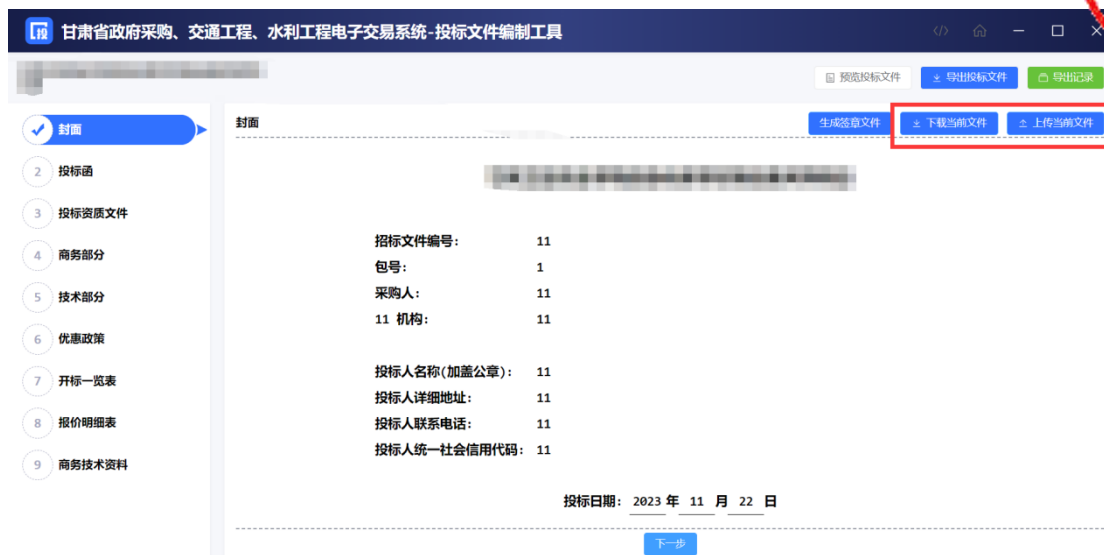 投 甘肃省政府采购、交通工程、水利工程电子交易系统-投标文件编制工具
预览投标文件 导出投标文件 导出记录
封面
2 投标函
3 投标资质文件
4 商务部分
5 技术部分
6 优惠政策
7 开标一览表
8 报价明细表
9 商务技术资料
封面 生成签章文件 下载当前文件 上传当前文件
招标文件编号: 11
包号: 1
采购人: 11
11 机构: 11
投标人名称(加盖公章): 11
投标人详细地址: 11
投标人联系电话: 11
投标人统一社会信用代码: 11
投标日期: 2023 年 11 月 22 日
下一步